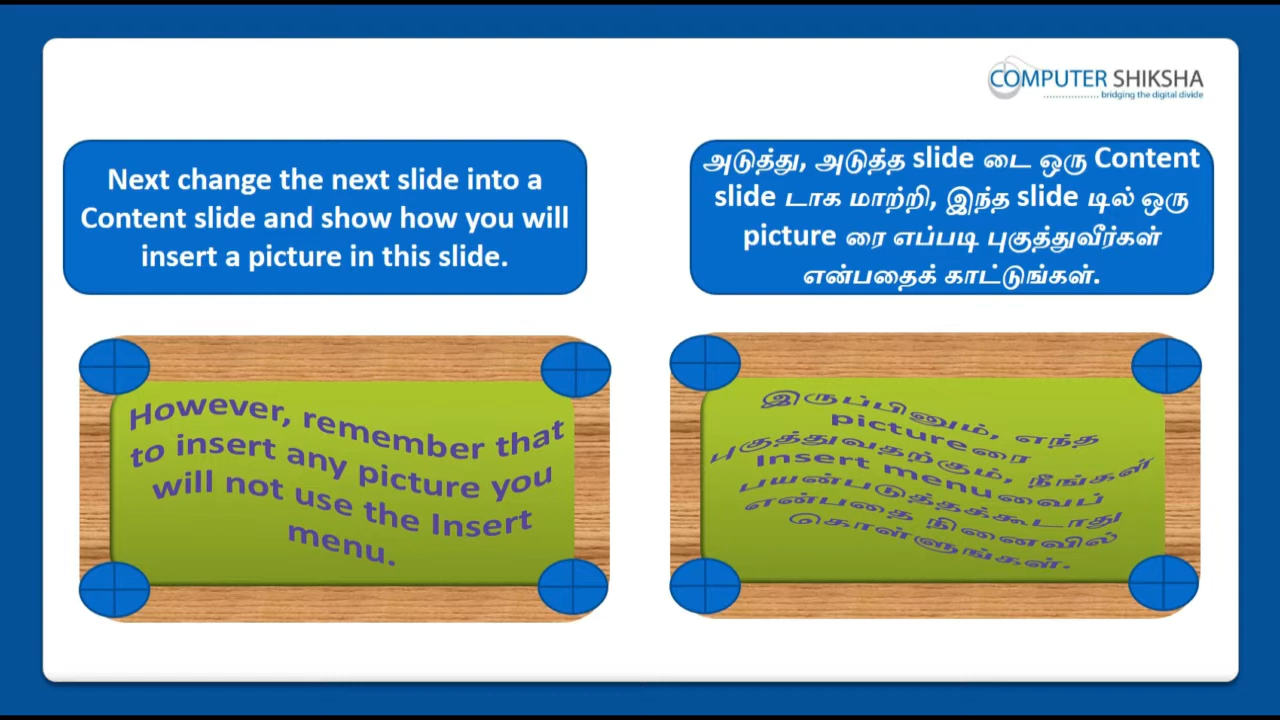 COMPUTER SHIKSHA
bridging the digital divide
Next change the next slide into a
Content slide and show how you will
insert a picture in this slide.
அடுத்து, அடுத்த slide டை ஒரு Content
slide டாக மாற்றி, இந்த slide டில் ஒரு
picture ரை எப்படி புகுத்துவீர்கள்
என்பதைக் காட்டுங்கள்.
However, remember that
to insert any picture you
will not use the Insert
menu.
இருப்பினும், எந்த
picture ரை
புகுத்துவதற்கும், நீங்கள்
Insert menu வைப்
பயன்படுத்தக்கூடாது
என்பதை நினைவில்
கொள்ளுங்கள்.